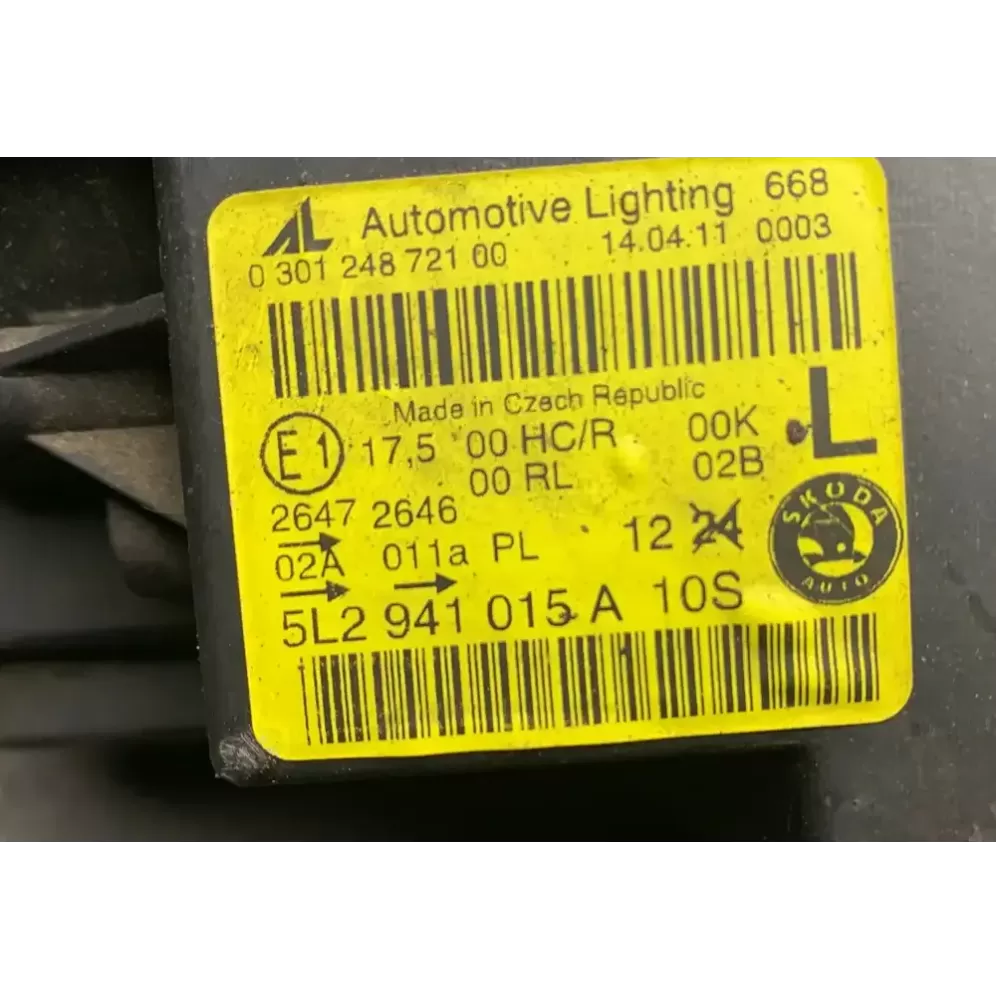 AL Automotive Lighting 668
0 301 248 721 00 14.04.11 0003
Made in Czech Republic
E1 17,5 00 HC/R 00K L
00 RL 02B
2647 2646
02A 011a PL 12 24
SKODA
AUTO
5L2 941 015 A 10S